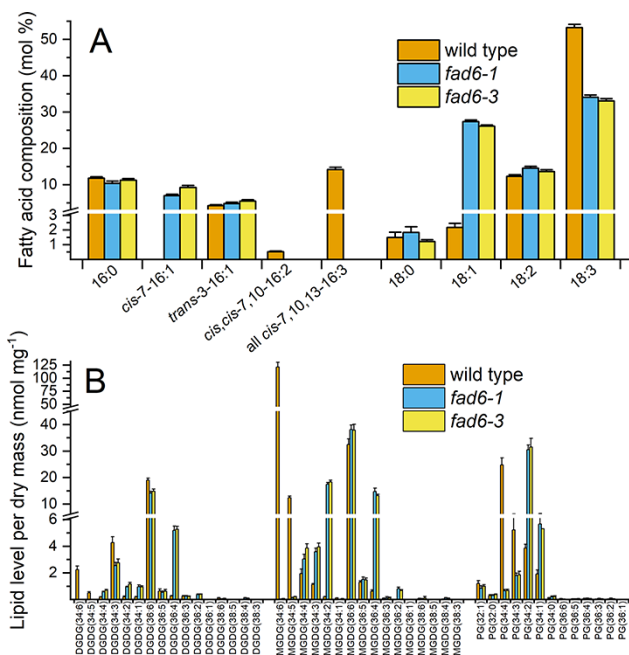 A
Fatty acid composition (mol %)
50
40
30
20
10
3
2
1
wild type
fad6-1
fad6-3
16:0
cis-7-16:1
trans-3-16:1
cis,cis-7,10-16:2
all cis-7,10,13-16:3
18:0
18:1
18:2
18:3
B
Lipid level per dry mass (nmol mg⁻¹)
125
100
75
50
40
30
20
10
6
4
2
wild type
fad6-1
fad6-3
DGDG(34:6)
DGDG(34:5)
DGDG(34:4)
DGDG(34:3)
DGDG(34:2)
DGDG(34:1)
DGDG(36:6)
DGDG(36:5)
DGDG(36:4)
DGDG(36:3)
DGDG(36:2)
DGDG(36:1)
DGDG(38:6)
DGDG(38:5)
DGDG(38:4)
DGDG(38:3)
MGDG(34:6)
MGDG(34:5)
MGDG(34:4)
MGDG(34:3)
MGDG(34:2)
MGDG(34:1)
MGDG(36:6)
MGDG(36:5)
MGDG(36:4)
MGDG(36:3)
MGDG(36:2)
MGDG(36:1)
MGDG(38:6)
MGDG(38:5)
MGDG(38:4)
MGDG(38:3)
PG(32:1)
PG(32:0)
PG(34:4)
PG(34:3)
PG(34:2)
PG(34:1)
PG(34:0)
PG(36:6)
PG(36:5)
PG(36:4)
PG(36:3)
PG(36:2)
PG(36:1)